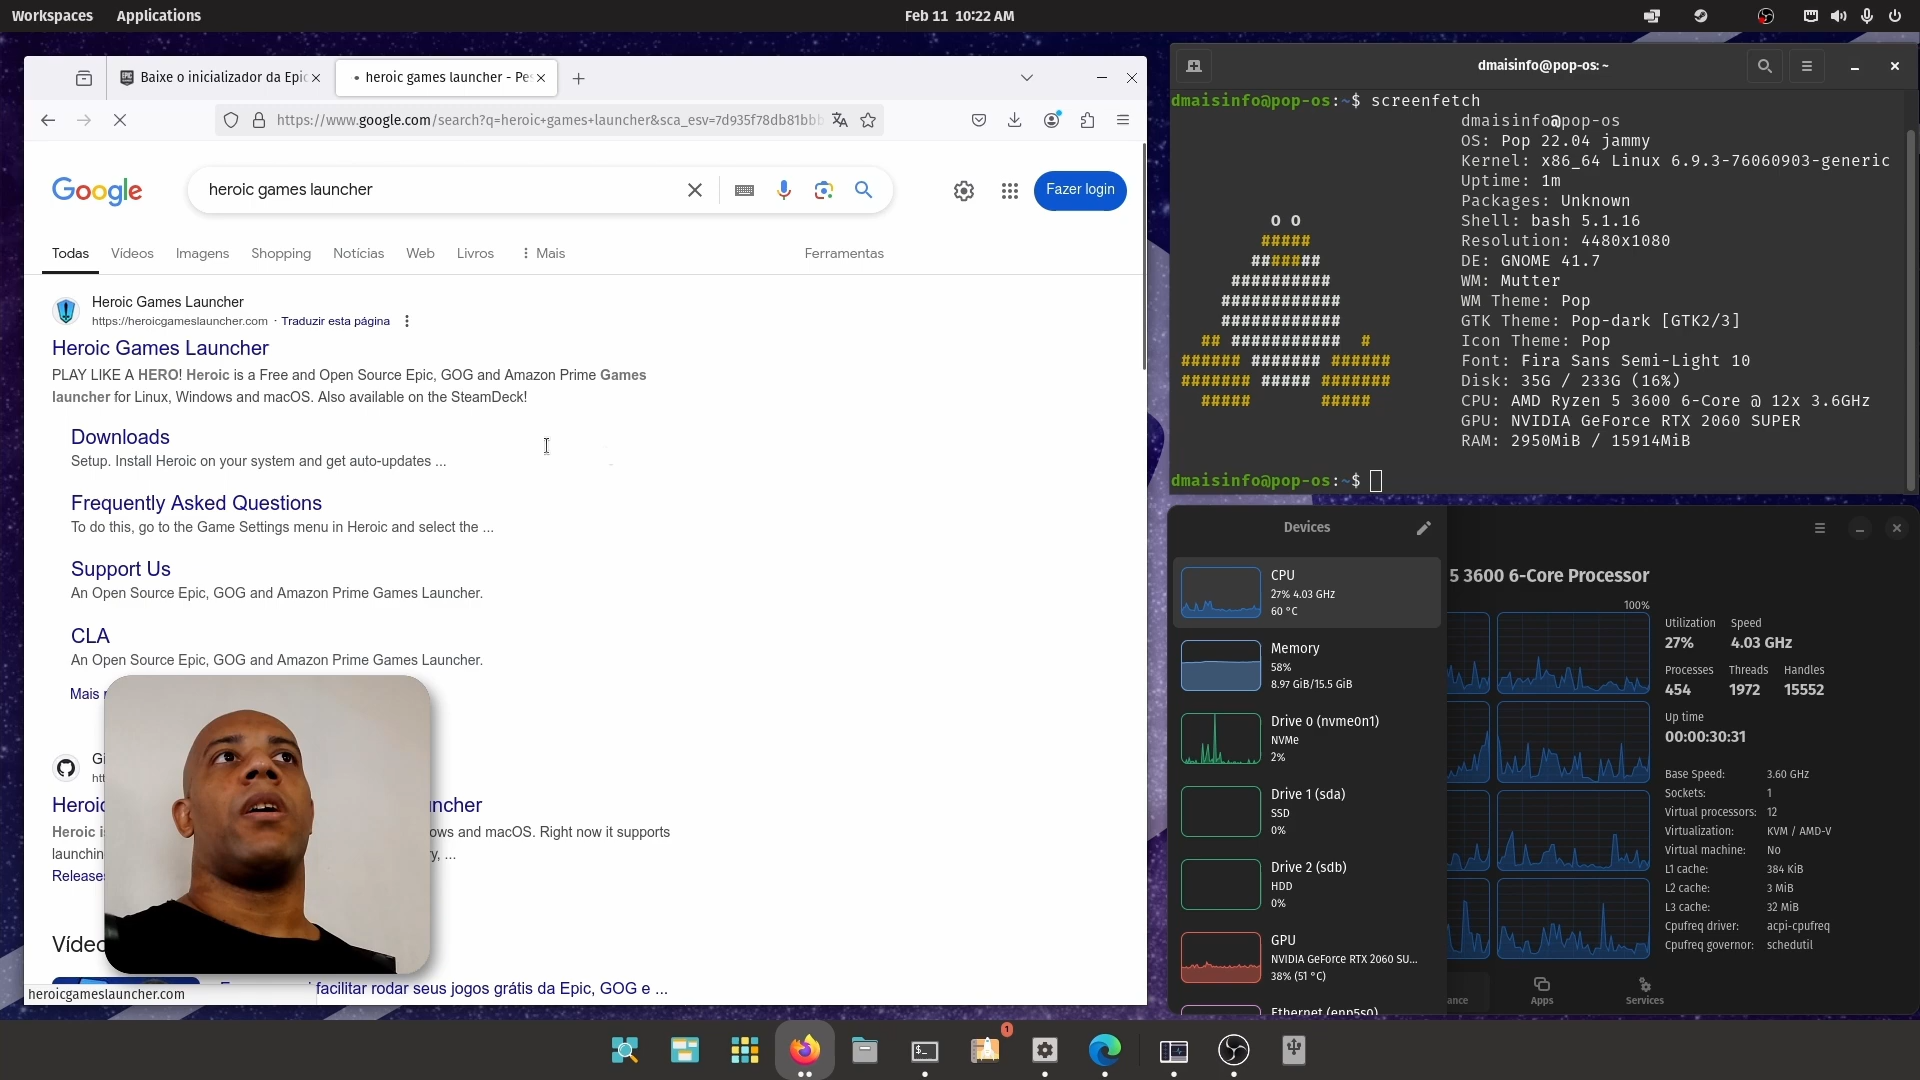 Workspaces
Applications
Feb 11 10:22 AM
Baixe o inicializador da Epic
heroic games launcher - Pes
https://www.google.com/search?q=heroic+games+launcher&sca_esv=7d935f78db81bbb
Google
heroic games launcher
Fazer login
Todas
Vídeos
Imagens
Shopping
Notícias
Web
Livros
Mais
Ferramentas
Heroic Games Launcher
https://heroicgameslauncher.com · Traduzir esta página
Heroic Games Launcher
PLAY LIKE A HERO! Heroic is a Free and Open Source Epic, GOG and Amazon Prime Games
launcher for Linux, Windows and macOS. Also available on the SteamDeck!
Downloads
Setup. Install Heroic on your system and get auto-updates ...
Frequently Asked Questions
To do this, go to the Game Settings menu in Heroic and select the ...
Support Us
An Open Source Epic, GOG and Amazon Prime Games Launcher.
CLA
An Open Source Epic, GOG and Amazon Prime Games Launcher.
Mais
Heroic
ows and macOS. Right now it supports
launchin
y, ...
Releases
facilitar rodar seus jogos grátis da Epic, GOG e ...
heroicgameslauncher.com
dmaisinfo@pop-os: ~
dmaisinfo@pop-os:~$ screenfetch
dmaisinfo@pop-os
OS: Pop 22.04 jammy
Kernel: x86_64 Linux 6.9.3-76060903-generic
Uptime: 1m
Packages: Unknown
Shell: bash 5.1.16
Resolution: 4480x1080
DE: GNOME 41.7
WM: Mutter
WM Theme: Pop
GTK Theme: Pop-dark [GTK2/3]
Icon Theme: Pop
Font: Fira Sans Semi-Light 10
Disk: 35G / 233G (16%)
CPU: AMD Ryzen 5 3600 6-Core @ 12x 3.6GHz
GPU: NVIDIA GeForce RTX 2060 SUPER
RAM: 2950MiB / 15914MiB
dmaisinfo@pop-os:~$
Devices
CPU
27% 4.03 GHz
60 °C
Memory
58%
8.97 GiB/15.5 GiB
Drive 0 (nvme0n1)
NVMe
2%
Drive 1 (sda)
SSD
0%
Drive 2 (sdb)
HDD
0%
GPU
NVIDIA GeForce RTX 2060 SU...
38% (51 °C)
Ethernet (enp5s0)
5 3600 6-Core Processor
100%
Utilization
Speed
27%
4.03 GHz
Processes
Threads
Handles
454
1972
15552
Up time
00:00:30:31
Base Speed: 3.60 GHz
Sockets: 1
Virtual processors: 12
Virtualization: KVM / AMD-V
Virtual machine: No
L1 cache: 384 KiB
L2 cache: 3 MiB
L3 cache: 32 MiB
Cpufreq driver: acpi-cpufreq
Cpufreq governor: schedutil
ance
Apps
Services
1